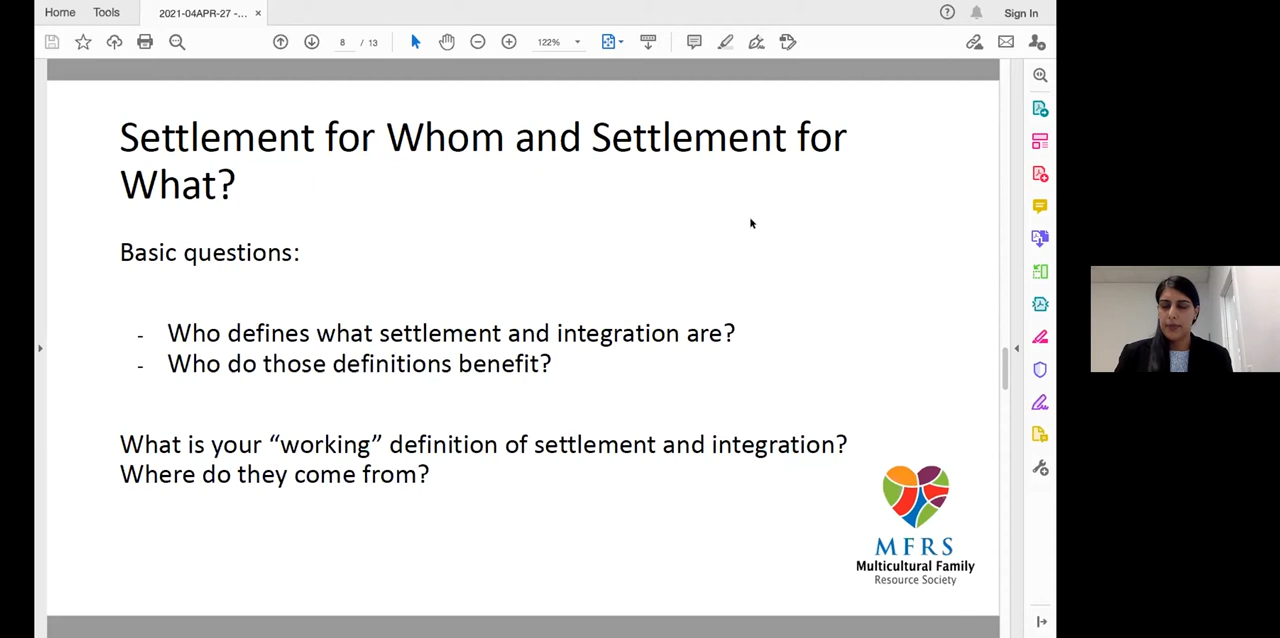 Home Tools 2021-04APR-27 -... × Sign In
8 / 13 122%
Settlement for Whom and Settlement for
What?
Basic questions:
- Who defines what settlement and integration are?
- Who do those definitions benefit?
What is your “working” definition of settlement and integration?
Where do they come from?
MFRS
Multicultural Family
Resource Society